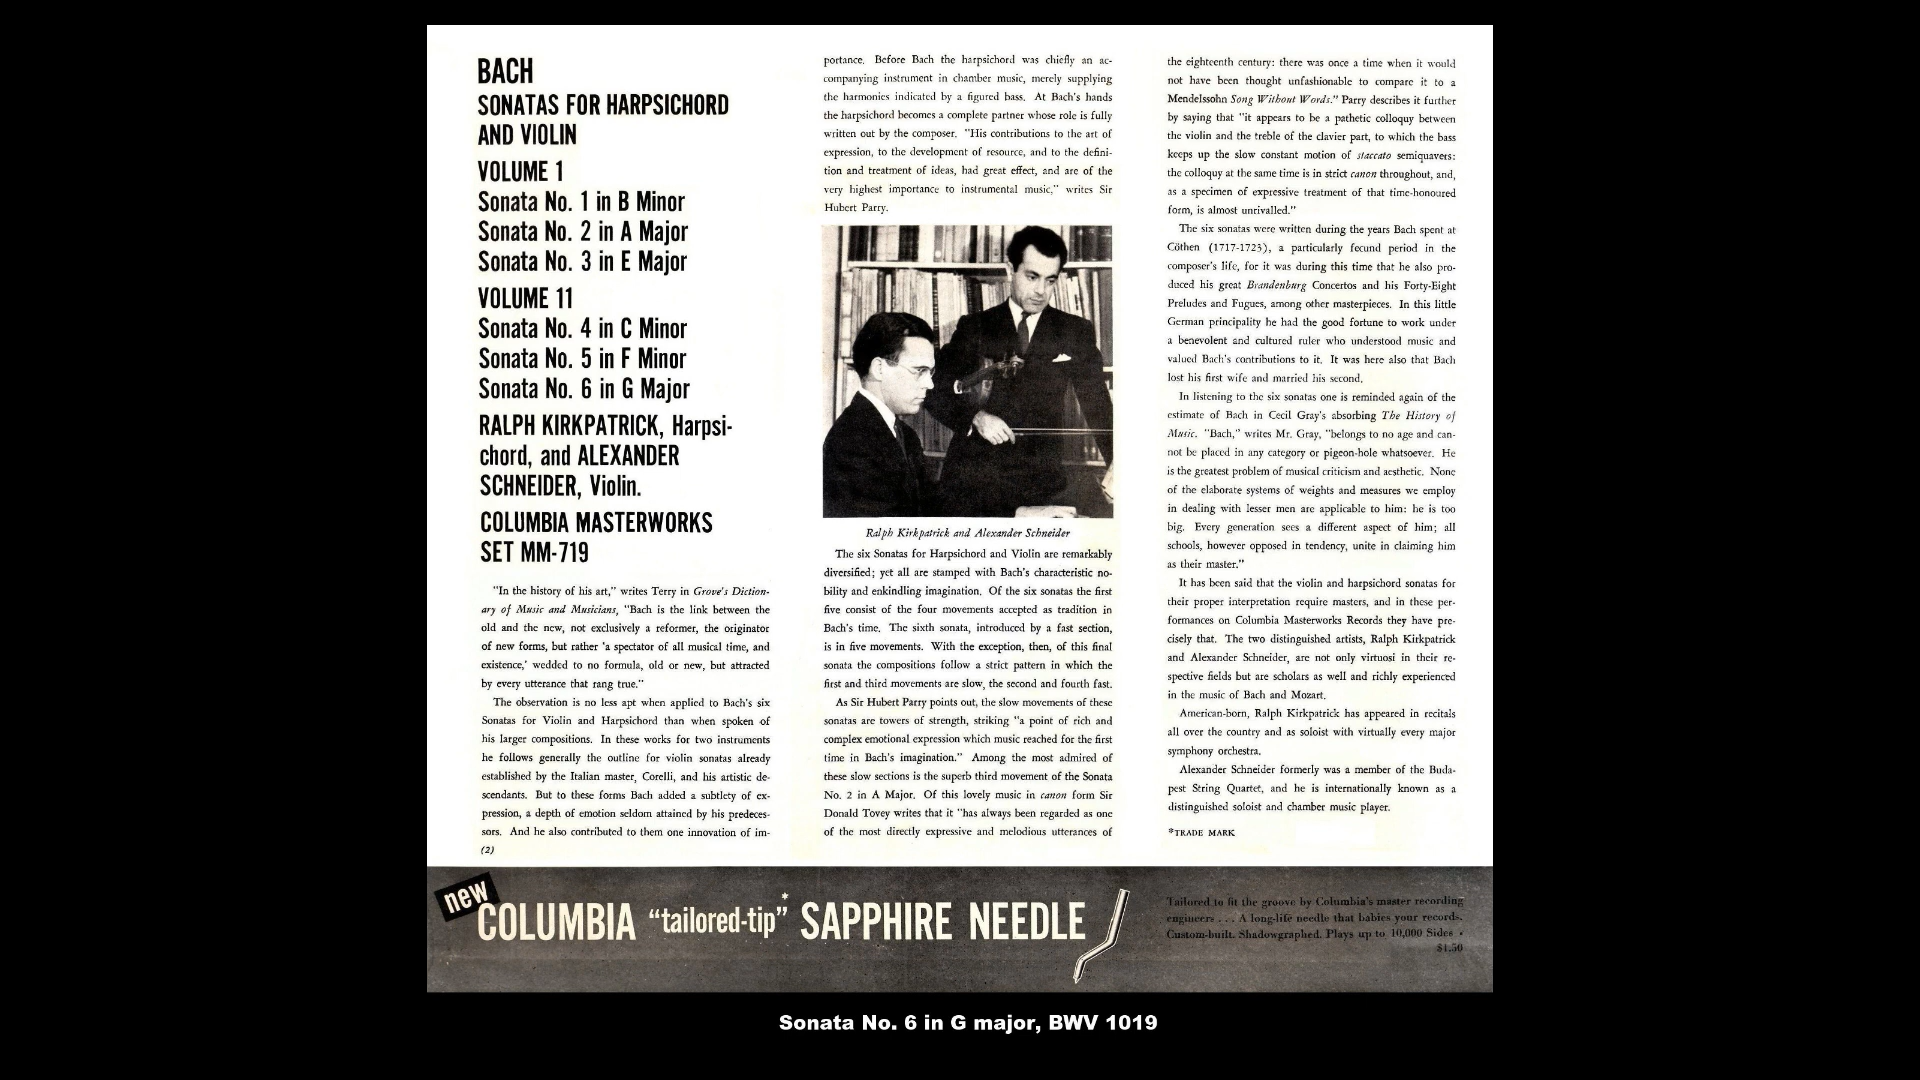 BACH
SONATAS FOR HARPSICHORD
AND VIOLIN
VOLUME 1
Sonata No. 1 in B Minor
Sonata No. 2 in A Major
Sonata No. 3 in E Major
VOLUME 11
Sonata No. 4 in C Minor
Sonata No. 5 in F Minor
Sonata No. 6 in G Major
RALPH KIRKPATRICK, Harpsi-
chord, and ALEXANDER
SCHNEIDER, Violin.
COLUMBIA MASTERWORKS
SET MM-719
"In the history of his art," writes Terry in Grove's Diction-
ary of Music and Musicians, "Bach is the link between the
old and the new, not exclusively a reformer, the originator
of new forms, but rather 'a spectator of all musical time, and
existence,' wedded to no formula, old or new, but attracted
by every utterance that rang true."
The observation is no less apt when applied to Bach's six
Sonatas for Violin and Harpsichord than when spoken of
his larger compositions. In these works for two instruments
he follows generally the outline for violin sonatas already
established by the Italian master, Corelli, and his artistic de-
scendants. But to these forms Bach added a subtlety of ex-
pression, a depth of emotion seldom attained by his predeces-
sors. And he also contributed to them one innovation of im-
(2)
portance. Before Bach the harpsichord was chiefly an ac-
companying instrument in chamber music, merely supplying
the harmonies indicated by a figured bass. At Bach's hands
the harpsichord becomes a complete partner whose role is fully
written out by the composer. "His contributions to the art of
expression, to the development of resource, and to the defini-
tion and treatment of ideas, had great effect, and are of the
very highest importance to instrumental music," writes Sir
Hubert Parry.
Ralph Kirkpatrick and Alexander Schneider
The six Sonatas for Harpsichord and Violin are remarkably
diversified; yet all are stamped with Bach's characteristic no-
bility and enkindling imagination. Of the six sonatas the first
five consist of the four movements accepted as tradition in
Bach's time. The sixth sonata, introduced by a fast section,
is in five movements. With the exception, then, of this final
sonata the compositions follow a strict pattern in which the
first and third movements are slow, the second and fourth fast.
As Sir Hubert Parry points out, the slow movements of these
sonatas are towers of strength, striking "a point of rich and
complex emotional expression which music reached for the first
time in Bach's imagination." Among the most admired of
these slow sections is the superb third movement of the Sonata
No. 2 in A Major. Of this lovely music in canon form Sir
Donald Tovey writes that it "has always been regarded as one
of the most directly expressive and melodious utterances of
the eighteenth century: there was once a time when it would
not have been thought unfashionable to compare it to a
Mendelssohn Song Without Words." Parry describes it further
by saying that "it appears to be a pathetic colloquy between
the violin and the treble of the clavier part, to which the bass
keeps up the slow constant motion of staccato semiquavers:
the colloquy at the same time is in strict canon throughout, and,
as a specimen of expressive treatment of that time-honoured
form, is almost unrivalled."
The six sonatas were written during the years Bach spent at
Cöthen (1717-1723), a particularly fecund period in the
composer's life, for it was during this time that he also pro-
duced his great Brandenburg Concertos and his Forty-Eight
Preludes and Fugues, among other masterpieces. In this little
German principality he had the good fortune to work under
a benevolent and cultured ruler who understood music and
valued Bach's contributions to it. It was here also that Bach
lost his first wife and married his second.
In listening to the six sonatas one is reminded again of the
estimate of Bach in Cecil Gray's absorbing The History of
Music. "Bach," writes Mr. Gray, "belongs to no age and can-
not be placed in any category or pigeon-hole whatsoever. He
is the greatest problem of musical criticism and aesthetic. None
of the elaborate systems of weights and measures we employ
in dealing with lesser men are applicable to him: he is too
big. Every generation sees a different aspect of him; all
schools, however opposed in tendency, unite in claiming him
as their master."
It has been said that the violin and harpsichord sonatas for
their proper interpretation require masters, and in these per-
formances on Columbia Masterworks Records they have pre-
cisely that. The two distinguished artists, Ralph Kirkpatrick
and Alexander Schneider, are not only virtuosi in their re-
spective fields but are scholars as well and richly experienced
in the music of Bach and Mozart.
American-born, Ralph Kirkpatrick has appeared in recitals
all over the country and as soloist with virtually every major
symphony orchestra.
Alexander Schneider formerly was a member of the Buda-
pest String Quartet, and he is internationally known as a
distinguished soloist and chamber music player.
*TRADE MARK
new
COLUMBIA "tailored-tip"* SAPPHIRE NEEDLE
Tailored to fit the groove by Columbia's master recording
engineers . . . A long-life needle that babies your records.
Custom-built. Shadowgraphed. Plays up to 10,000 Sides •
$1.50
Sonata No. 6 in G major, BWV 1019